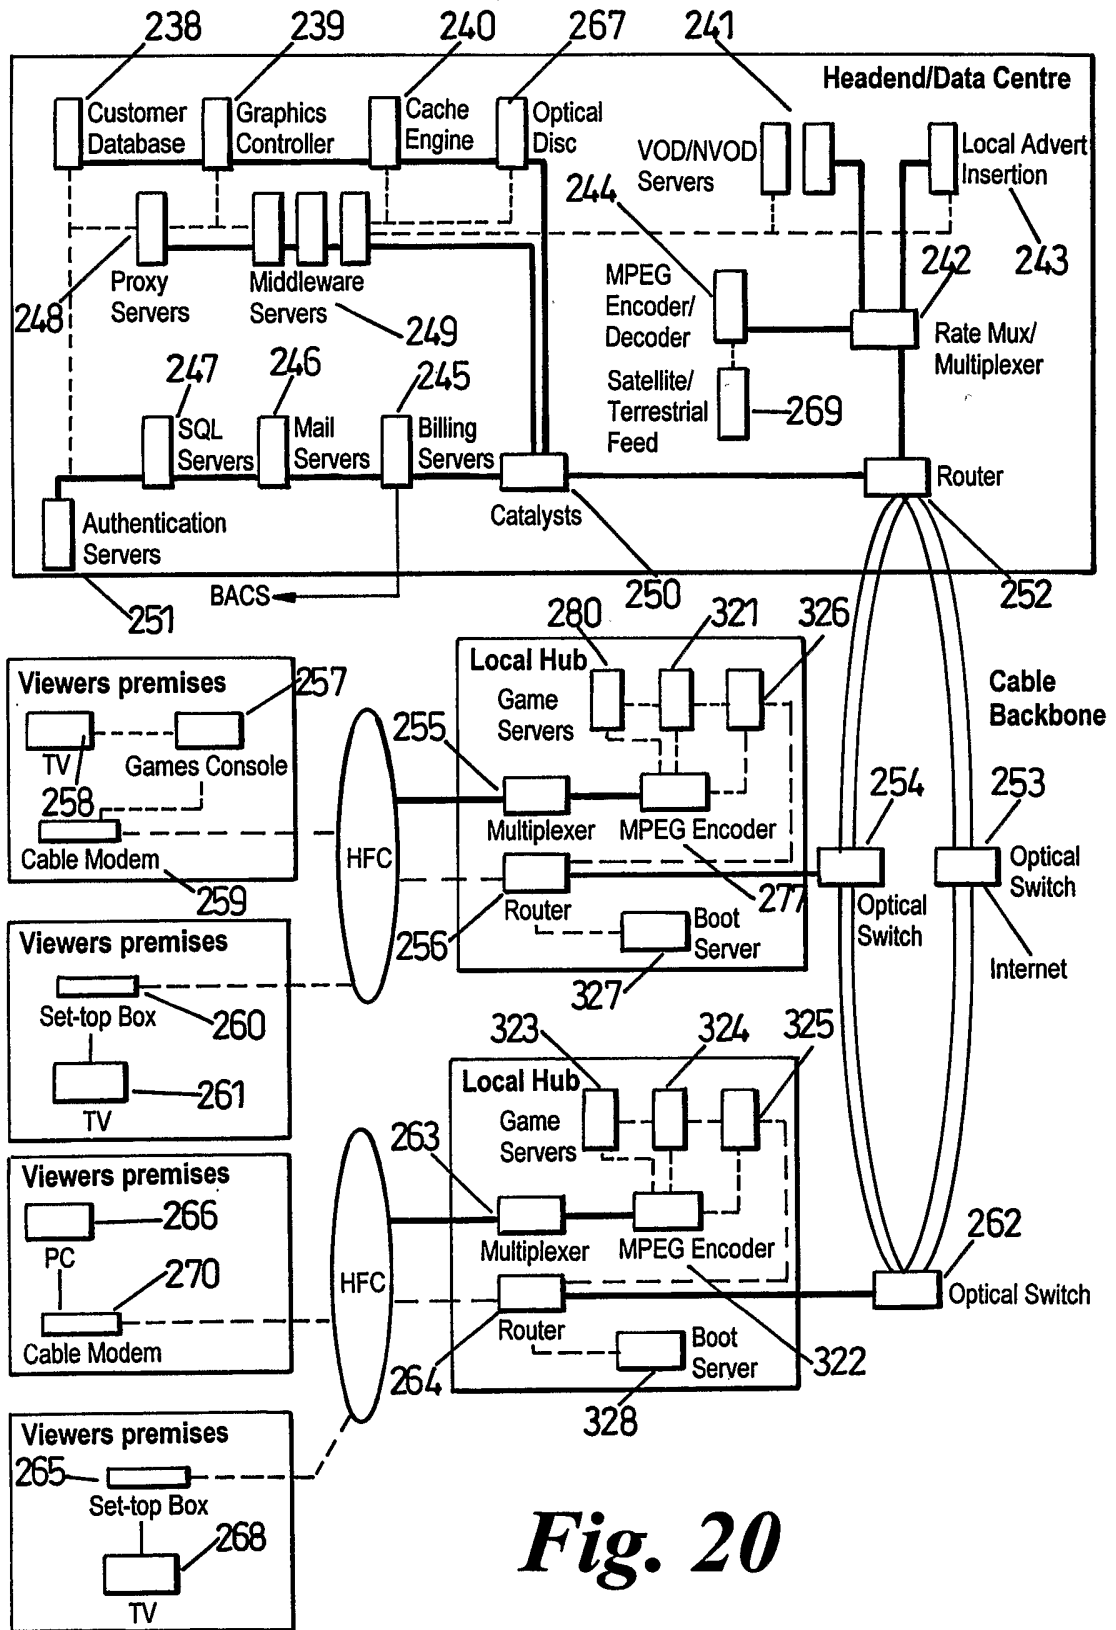 238
239
240
267
241
Headend/Data Centre
Customer
Database
Graphics
Controller
Cache
Engine
Optical
Disc
VOD/NVOD
Servers
Local Advert
Insertion
244
248
Proxy
Servers
Middleware
Servers
249
MPEG
Encoder/
Decoder
242
243
Rate Mux/
Multiplexer
247
246
245
Satellite/
Terrestrial
Feed
269
SQL
Servers
Mail
Servers
Billing
Servers
Router
Catalysts
Authentication
Servers
251
BACS
250
252
280
321
326
Viewers premises
257
Local Hub
Game
Servers
Cable
Backbone
TV
258
Games Console
255
254
253
Multiplexer
MPEG Encoder
Cable Modem
259
HFC
Router
256
277
Optical
Switch
Optical
Switch
Boot
Server
Internet
327
Viewers premises
Set-top Box
260
261
TV
323
324
325
Local Hub
Game
Servers
263
Viewers premises
266
PC
270
Cable Modem
HFC
Multiplexer
MPEG Encoder
262
Optical Switch
Router
264
Boot
Server
322
328
Viewers premises
265
Set-top Box
268
TV
Fig. 20